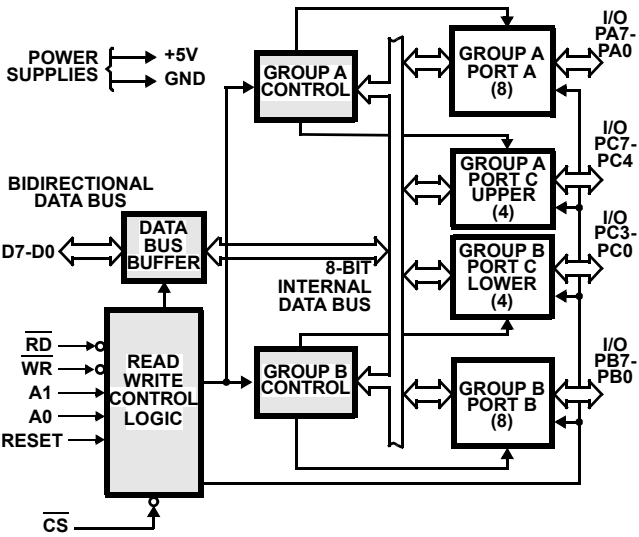 POWER
SUPPLIES
+5V
GND
GROUP A
CONTROL
GROUP A
PORT A
(8)
I/O
PA7-
PA0
GROUP A
PORT C
UPPER
(4)
I/O
PC7-
PC4
BIDIRECTIONAL
DATA BUS
D7-D0
DATA
BUS
BUFFER
8-BIT
INTERNAL
DATA BUS
GROUP B
PORT C
LOWER
(4)
I/O
PC3-
PC0
RD
WR
A1
A0
RESET
READ
WRITE
CONTROL
LOGIC
GROUP B
CONTROL
GROUP B
PORT B
(8)
I/O
PB7-
PB0
CS